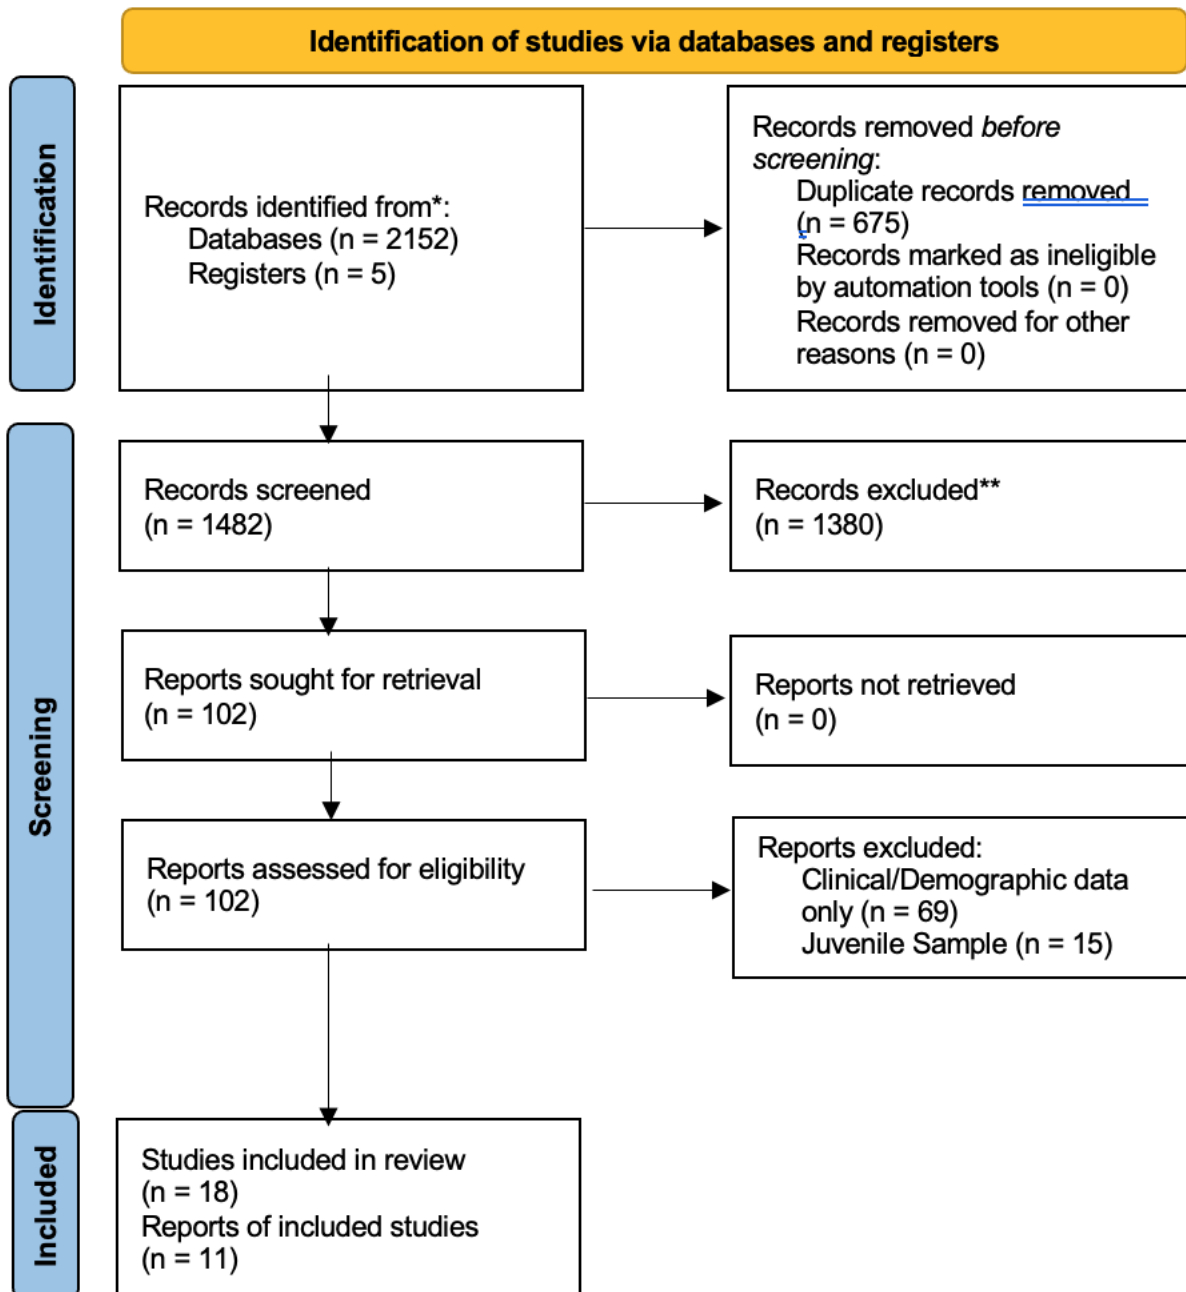 Identification of studies via databases and registers
Identification
Records identified from*:
Databases (n = 2152)
Registers (n = 5)
Records removed before
screening:
Duplicate records removed
(n = 675)
Records marked as ineligible
by automation tools (n = 0)
Records removed for other
reasons (n = 0)
Screening
Records screened
(n = 1482)
Records excluded**
(n = 1380)
Reports sought for retrieval
(n = 102)
Reports not retrieved
(n = 0)
Reports assessed for eligibility
(n = 102)
Reports excluded:
Clinical/Demographic data
only (n = 69)
Juvenile Sample (n = 15)
Included
Studies included in review
(n = 18)
Reports of included studies
(n = 11)